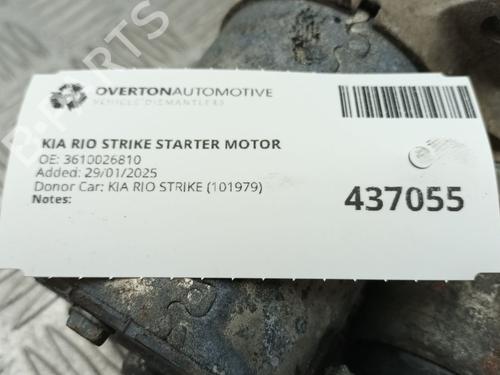 OVERTONAUTOMOTIVE
VEHICLE DISMANTLERS
KIA RIO STRIKE STARTER MOTOR
OE: 3610026810
Added: 29/01/2025
Donor Car: KIA RIO STRIKE (101979)
Notes:
437055
B-PARTS